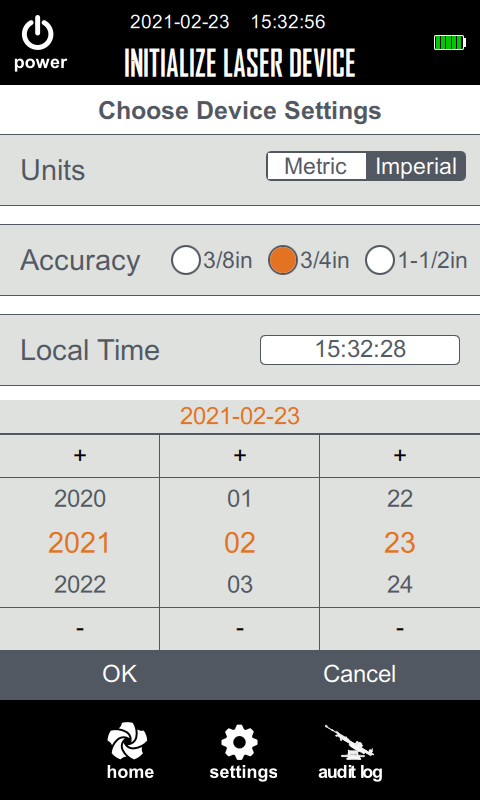 2021-02-23 15:32:56
power
INITIALIZE LASER DEVICE
Choose Device Settings
Units Metric Imperial
Accuracy 3/8in 3/4in 1-1/2in
Local Time 15:32:28
2021-02-23
+ + +
2020 01 22
2021 02 23
2022 03 24
- - -
OK Cancel
home settings audit log